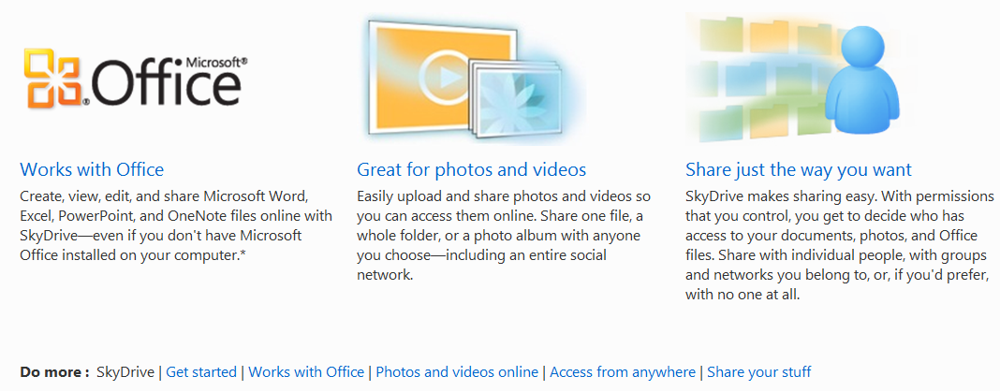 Microsoft®
Office
Works with Office
Create, view, edit, and share Microsoft Word,
Excel, PowerPoint, and OneNote files online with
SkyDrive—even if you don't have Microsoft
Office installed on your computer.*
Great for photos and videos
Easily upload and share photos and videos so
you can access them online. Share one file, a
whole folder, or a photo album with anyone
you choose—including an entire social
network.
Share just the way you want
SkyDrive makes sharing easy. With permissions
that you control, you get to decide who has
access to your documents, photos, and Office
files. Share with individual people, with groups
and networks you belong to, or, if you'd prefer,
with no one at all.
Do more : SkyDrive | Get started | Works with Office | Photos and videos online | Access from anywhere | Share your stuff